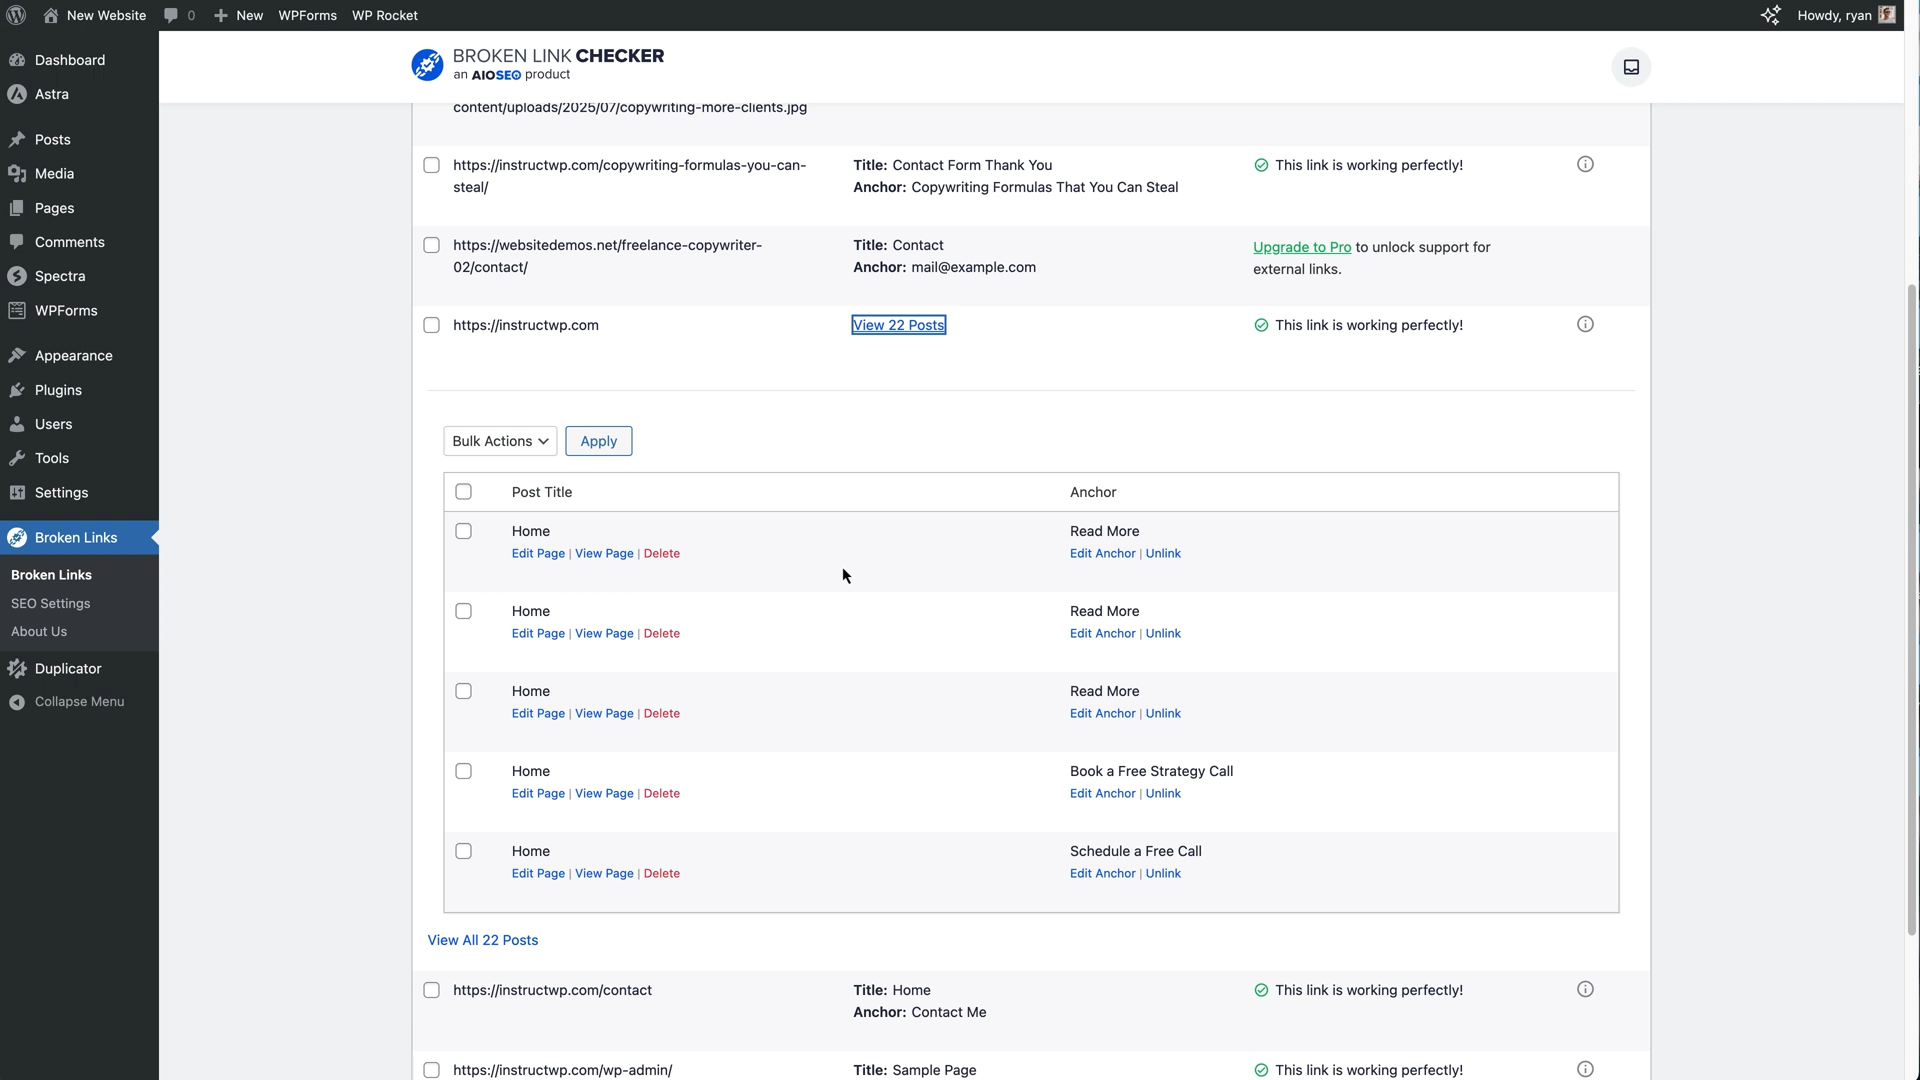 New Website
0
New
WPForms
WP Rocket
Howdy, ryan
Dashboard
Astra
Posts
Media
Pages
Comments
Spectra
WPForms
Appearance
Plugins
Users
Tools
Settings
Broken Links
Broken Links
SEO Settings
About Us
Duplicator
Collapse Menu
BROKEN LINK CHECKER
an AIOSEO product
content/uploads/2025/07/copywriting-more-clients.jpg
https://instructwp.com/copywriting-formulas-you-can-
steal/
Title: Contact Form Thank You
Anchor: Copywriting Formulas That You Can Steal
This link is working perfectly!
https://websitedemos.net/freelance-copywriter-
02/contact/
Title: Contact
Anchor: mail@example.com
Upgrade to Pro to unlock support for
external links.
https://instructwp.com
View 22 Posts
This link is working perfectly!
Bulk Actions
Apply
Post Title
Anchor
Home
Edit Page | View Page | Delete
Read More
Edit Anchor | Unlink
Home
Edit Page | View Page | Delete
Read More
Edit Anchor | Unlink
Home
Edit Page | View Page | Delete
Read More
Edit Anchor | Unlink
Home
Edit Page | View Page | Delete
Book a Free Strategy Call
Edit Anchor | Unlink
Home
Edit Page | View Page | Delete
Schedule a Free Call
Edit Anchor | Unlink
View All 22 Posts
https://instructwp.com/contact
Title: Home
Anchor: Contact Me
This link is working perfectly!
https://instructwp.com/wp-admin/
Title: Sample Page
This link is working perfectly!